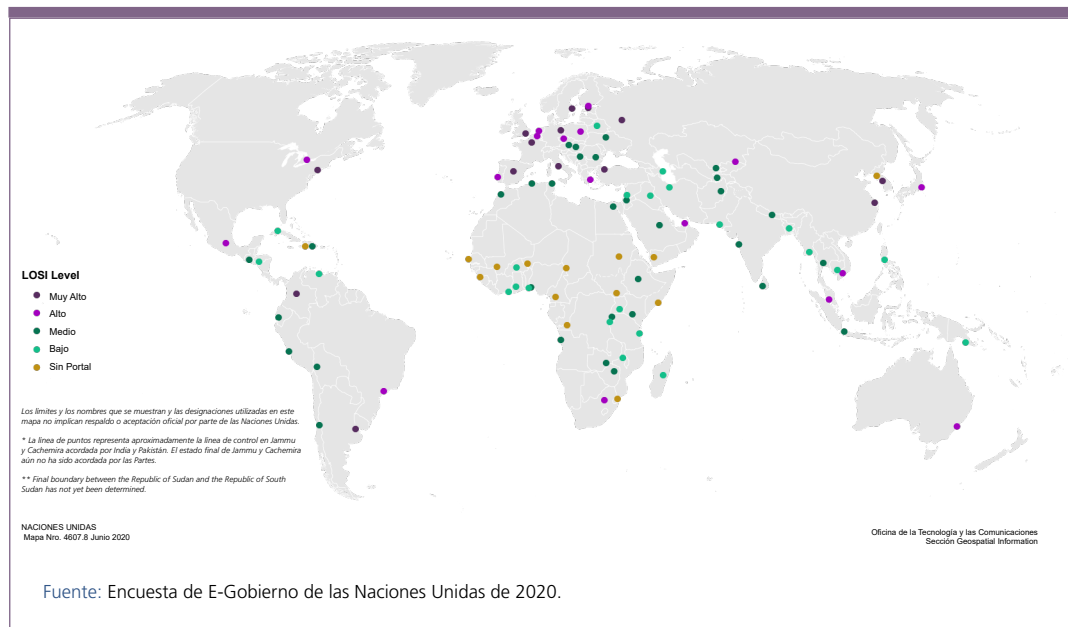 LOSI Level
Muy Alto
Alto
Medio
Bajo
Sin Portal
Los límites y los nombres que se muestran y las designaciones utilizadas en este
mapa no implican respaldo o aceptación oficial por parte de las Naciones Unidas.
* La línea de puntos representa aproximadamente la línea de control en Jammu
y Cachemira acordada por India y Pakistán. El estado final de Jammu y Cachemira
aún no ha sido acordada por las Partes.
** Final boundary between the Republic of Sudan and the Republic of South
Sudan has not yet been determined.
NACIONES UNIDAS
Mapa Nro. 4607.8 Junio 2020
Oficina de la Tecnología y las Comunicaciones
Sección Geospatial Information
Fuente: Encuesta de E-Gobierno de las Naciones Unidas de 2020.